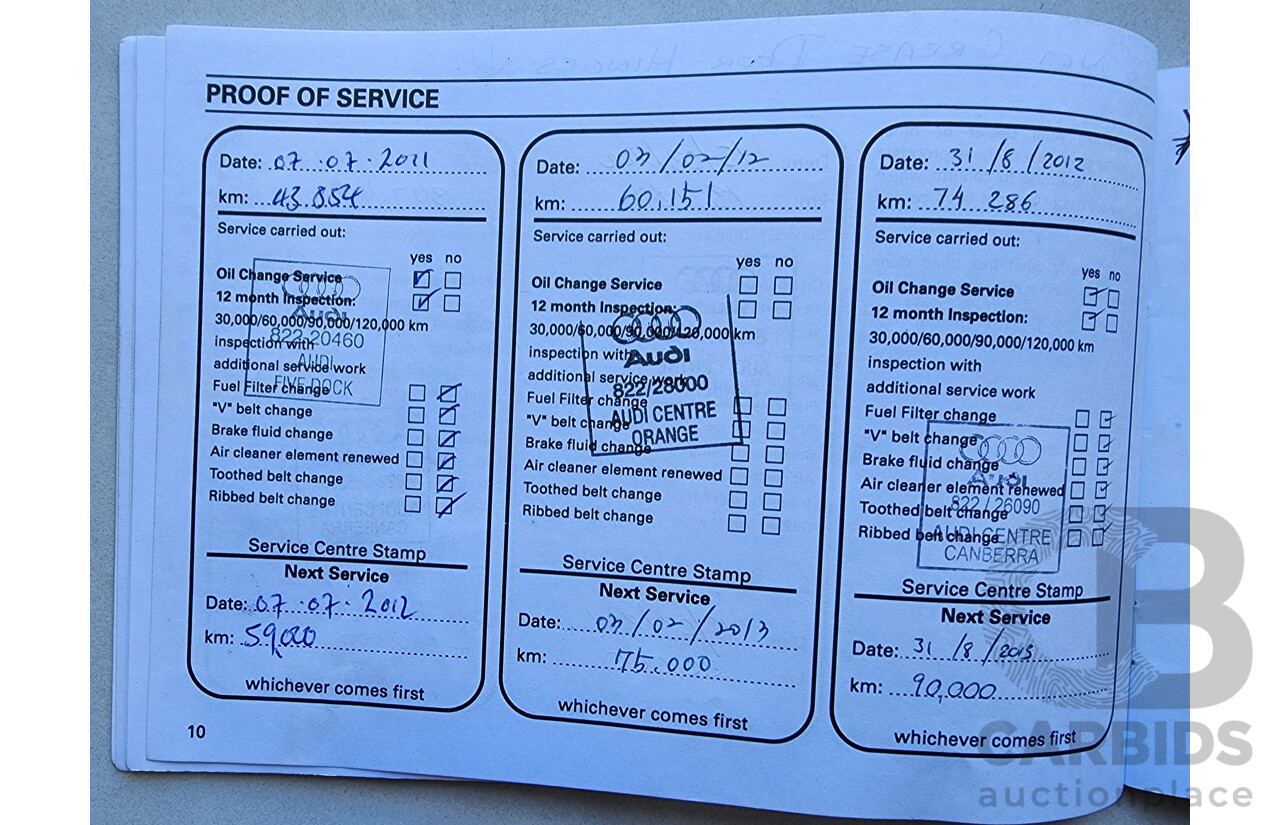 PROOF OF SERVICE
Date: 07.07.2011
km: 43.854
Service carried out:
yes no
Oil Change Service
12 month Inspection:
30,000/60,000/90,000/120,000 km
inspection with
additional service work
Fuel Filter change
"V" belt change
Brake fluid change
Air cleaner element renewed
Toothed belt change
Ribbed belt change
Audi
822 20460
AUDI
FIVE DOCK
Service Centre Stamp
Next Service
Date: 07.07.2012
km: 59,000
whichever comes first
10
Date: 03/02/12
km: 60,151
Service carried out:
yes no
Oil Change Service
12 month Inspection:
30,000/60,000/90,000/120,000 km
inspection with
additional service work
Fuel Filter change
"V" belt change
Brake fluid change
Air cleaner element renewed
Toothed belt change
Ribbed belt change
Audi
822/28000
AUDI CENTRE
ORANGE
Service Centre Stamp
Next Service
Date: 03/02/2013
km: 75.000
whichever comes first
Date: 31/8/2012
km: 74 286
Service carried out:
yes no
Oil Change Service
12 month Inspection:
30,000/60,000/90,000/120,000 km
inspection with
additional service work
Fuel Filter change
"V" belt change
Brake fluid change
Air cleaner element renewed
Toothed belt change
Ribbed belt change
Audi
822/26090
AUDI CENTRE
CANBERRA
Service Centre Stamp
Next Service
Date: 31/8/2013
km: 90,000
whichever comes first
CARBIDS
auctionplace